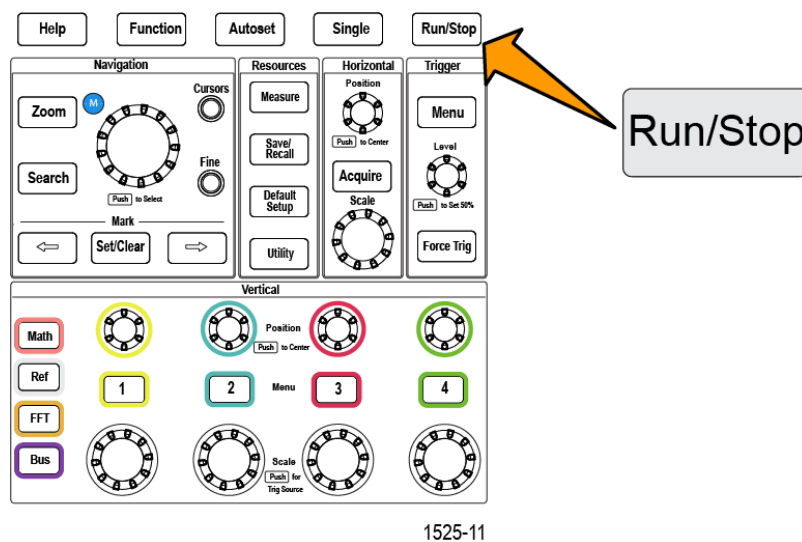 Help Function Autoset Single Run/Stop
Navigation Resources Horizontal Trigger
Zoom
M
Cursors
Search
Fine
Push to Select
Mark
Set/Clear
Measure
Save/
Recall
Default
Setup
Utility
Position
Push to Center
Acquire
Scale
Menu
Level
Push to Set 50%
Force Trig
Run/Stop
Vertical
Math
Ref
FFT
Bus
Position
Push to Center
1 2 Menu 3 4
Scale
Push for
Trig Source
1525-11